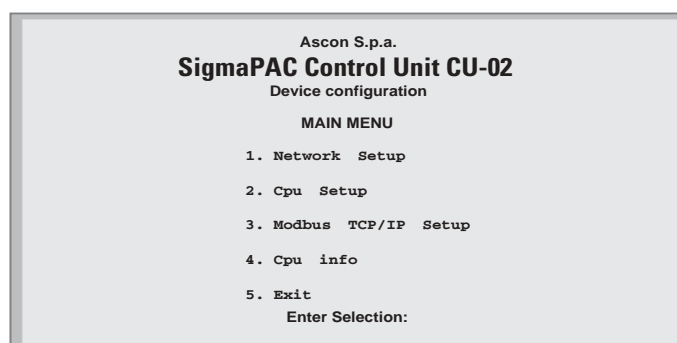 Ascon S.p.a.
SigmaPAC Control Unit CU-02
Device configuration
MAIN MENU
1. Network Setup
2. Cpu Setup
3. Modbus TCP/IP Setup
4. Cpu info
5. Exit
Enter Selection: